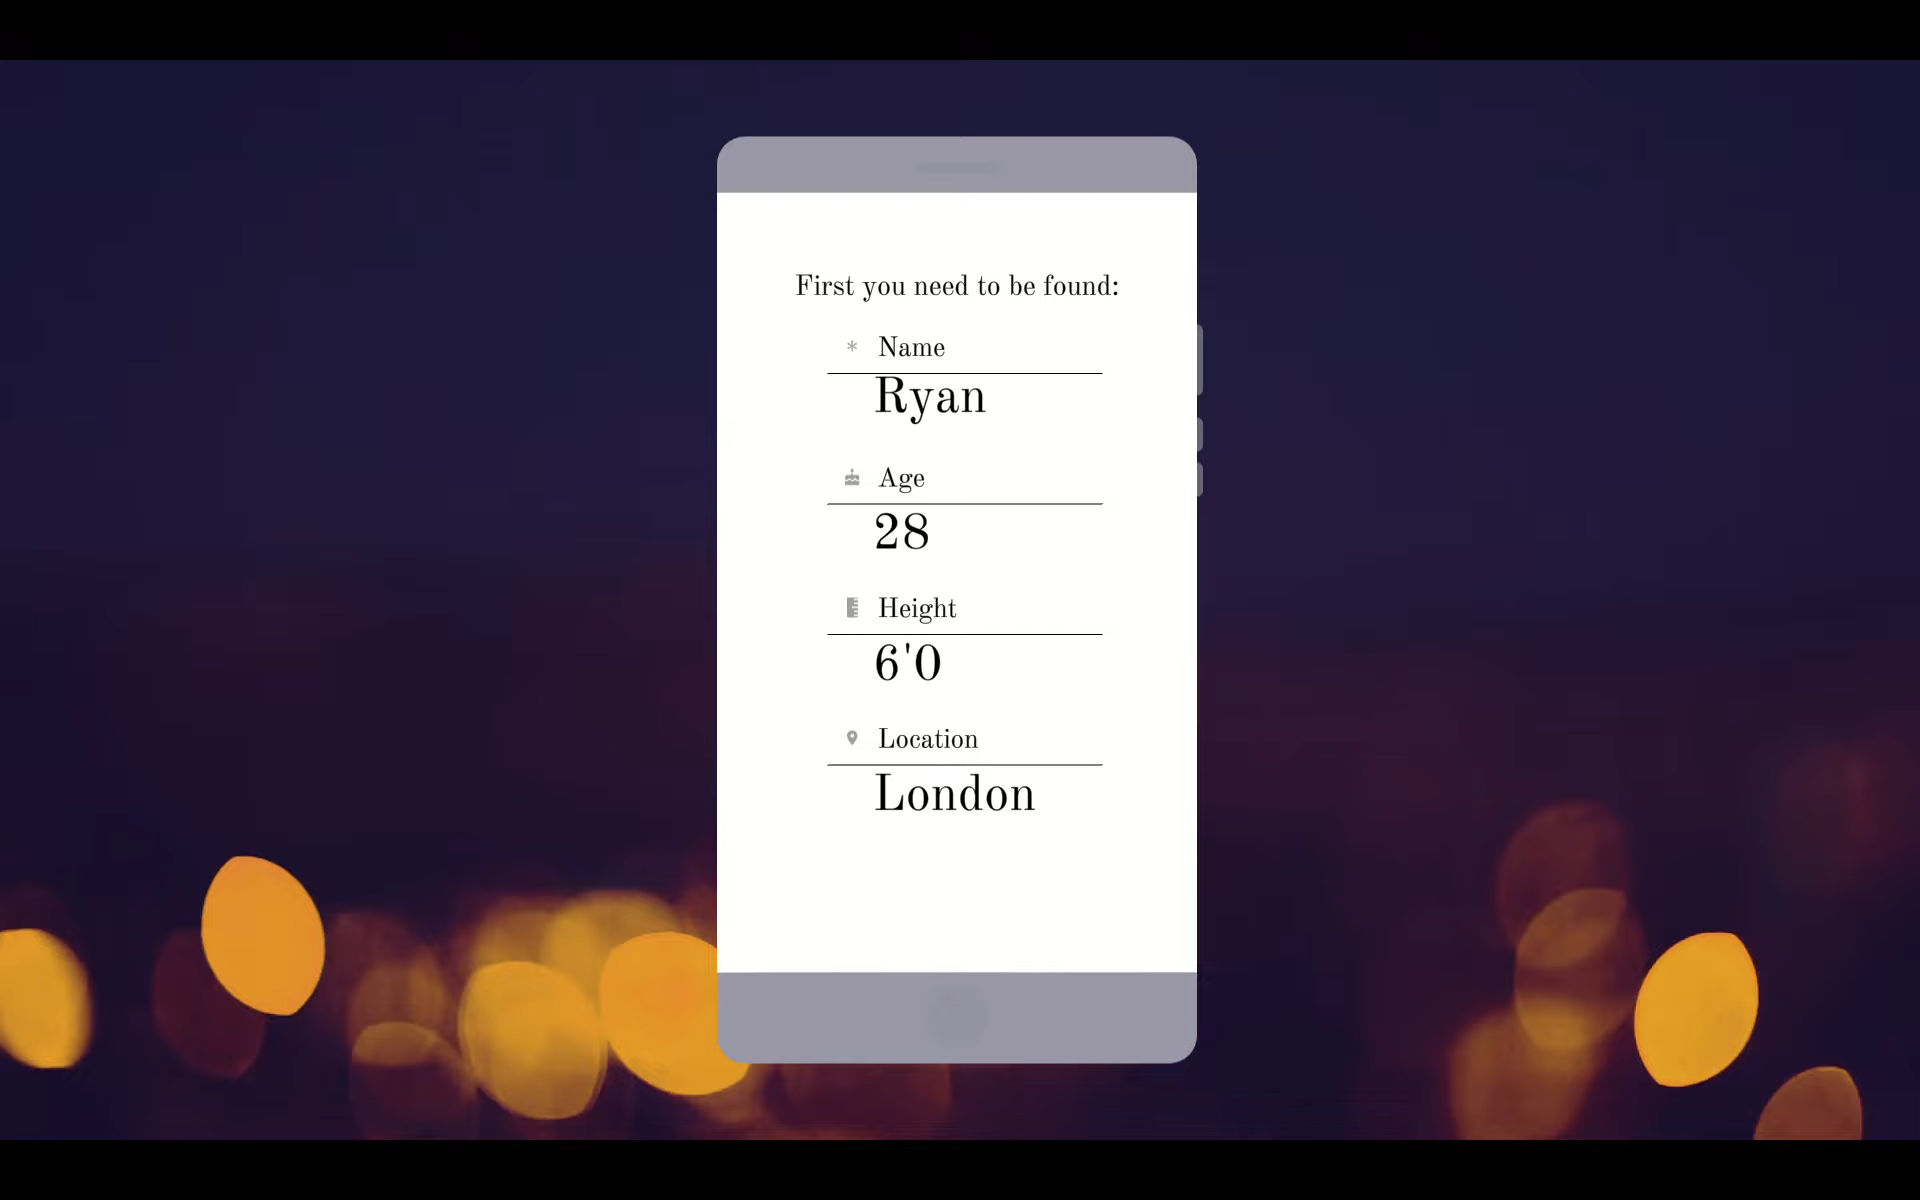 First you need to be found:
* Name
Ryan
Age
28
Height
6'0
Location
London